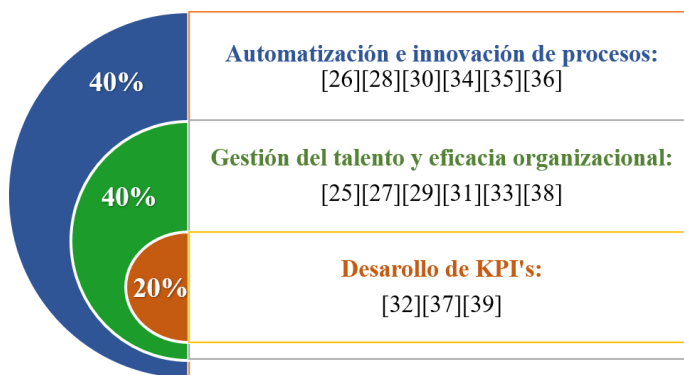 40%
Automatización e innovación de procesos:
[26][28][30][34][35][36]
40%
Gestión del talento y eficacia organizacional:
[25][27][29][31][33][38]
20%
Desarollo de KPI's:
[32][37][39]